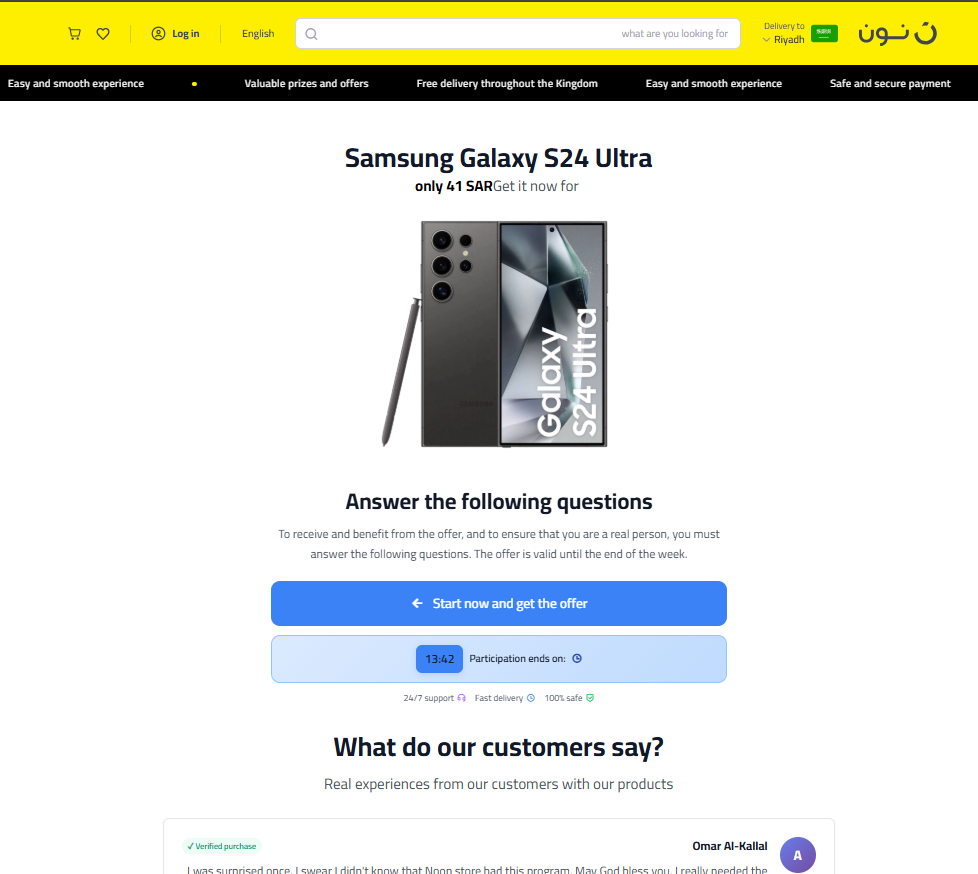 Log in
English
what are you looking for
Delivery to
Riyadh
ن نون
Easy and smooth experience • Valuable prizes and offers Free delivery throughout the Kingdom Easy and smooth experience Safe and secure payment
Samsung Galaxy S24 Ultra
only 41 SARGet it now for
Galaxy
S24 Ultra
Answer the following questions
To receive and benefit from the offer, and to ensure that you are a real person, you must
answer the following questions. The offer is valid until the end of the week.
← Start now and get the offer
13:42 Participation ends on:
24/7 support Fast delivery 100% safe
What do our customers say?
Real experiences from our customers with our products
✓ Verified purchase
Omar Al-Kallal
A
I was surprised once, I swear I didn't know that Noon store had this program. May God bless you. I really needed the